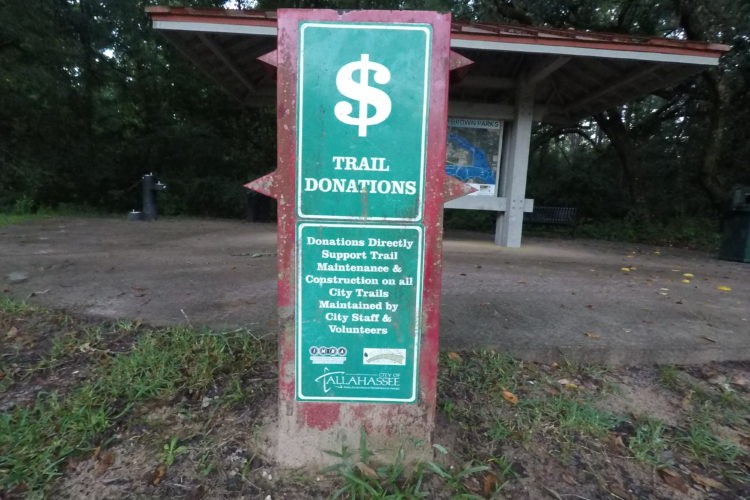 $
TRAIL
DONATIONS
Donations Directly
Support Trail
Maintenance &
Construction on all
City Trails
Maintained by
City Staff &
Volunteers
CITY OF
TALLAHASSEE